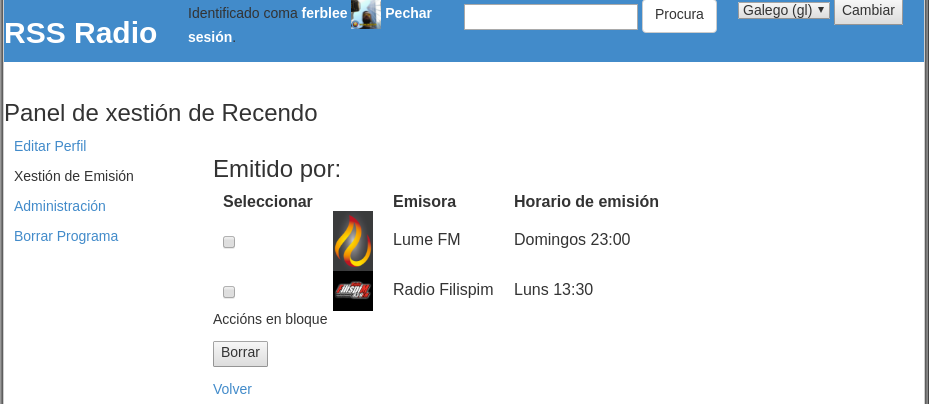 RSS Radio
Identificado coma ferblee Pechar
sesión.
Procura
Galego (gl)
Cambiar
Panel de xestión de Recendo
Editar Perfil
Xestión de Emisión
Administración
Borrar Programa
Emitido por:
Seleccionar Emisora Horario de emisión
Lume FM Domingos 23:00
Radio Filispim Luns 13:30
Accións en bloque
Borrar
Volver